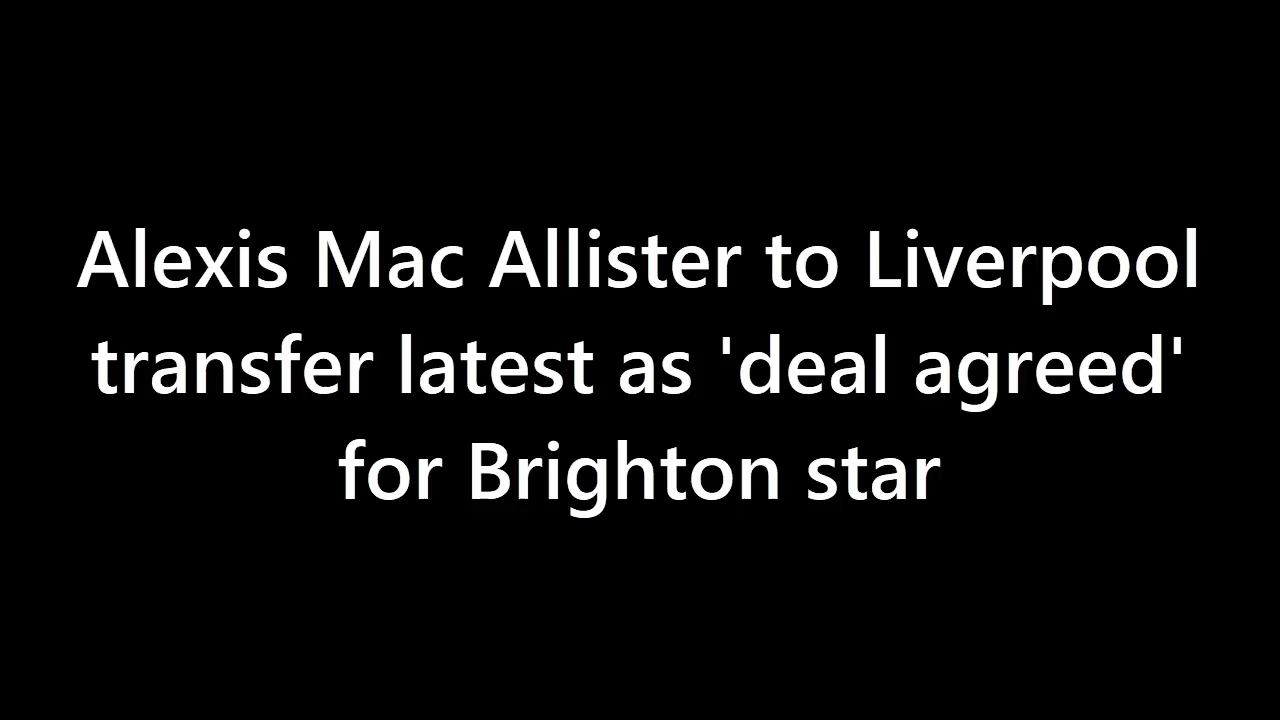 Alexis Mac Allister to Liverpool
transfer latest as 'deal agreed'
for Brighton star